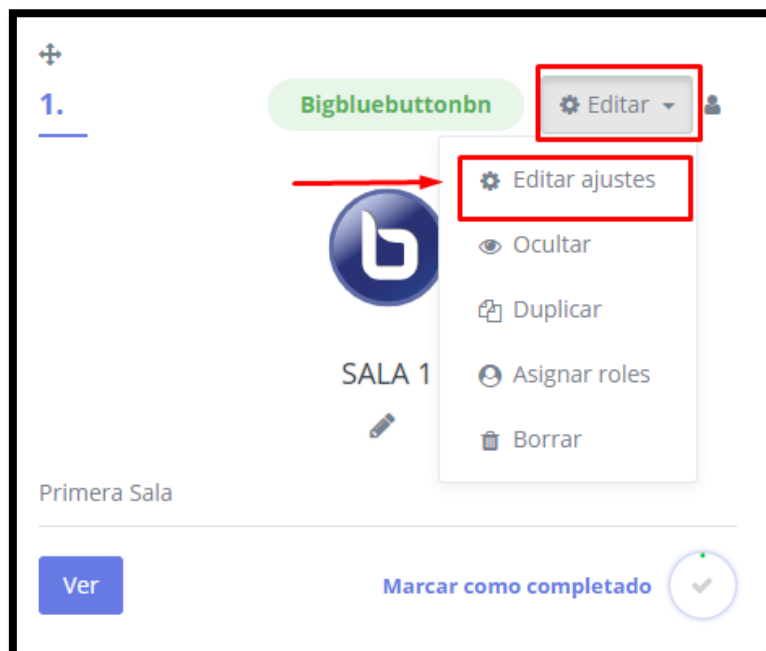 1.
Bigbluebuttonbn
Editar
Editar ajustes
Ocultar
Duplicar
SALA 1
Asignar roles
Borrar
Primera Sala
Ver
Marcar como completado